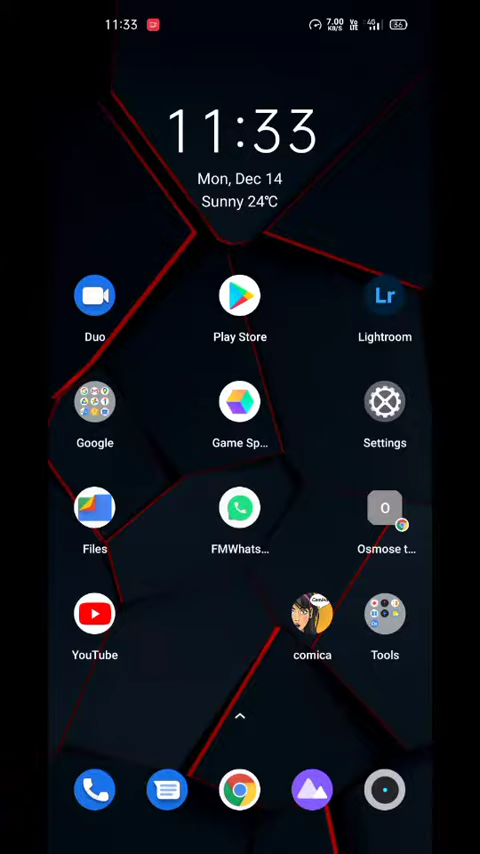 11:33
7.00
KB/S
Vo
LTE
4G
36
11:33
Mon, Dec 14
Sunny 24℃
Duo
Play Store
Lr
Lightroom
Google
Game Sp...
Settings
Files
FMWhats...
O
Osmose t...
YouTube
Comica
comica
Tools